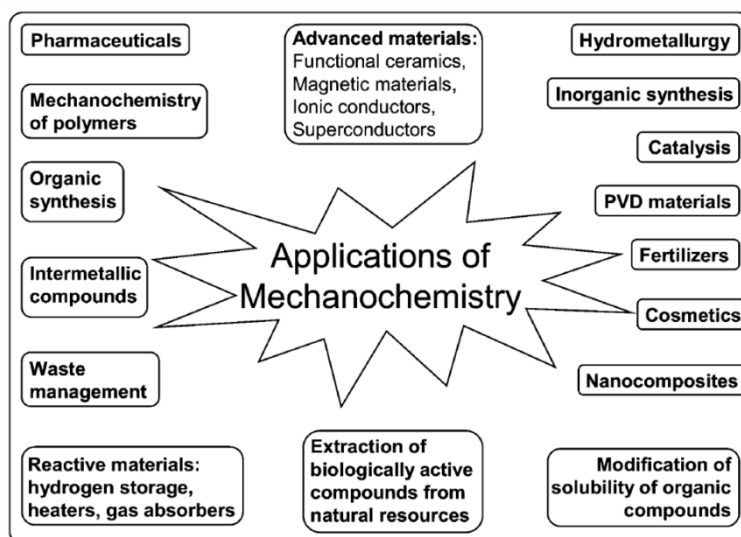 Pharmaceuticals
Mechanochemistry
of polymers
Organic
synthesis
Intermetallic
compounds
Waste
management
Reactive materials:
hydrogen storage,
heaters, gas absorbers
Advanced materials:
Functional ceramics,
Magnetic materials,
Ionic conductors,
Superconductors
Applications of
Mechanochemistry
Extraction of
biologically active
compounds from
natural resources
Hydrometallurgy
Inorganic synthesis
Catalysis
PVD materials
Fertilizers
Cosmetics
Nanocomposites
Modification of
solubility of organic
compounds